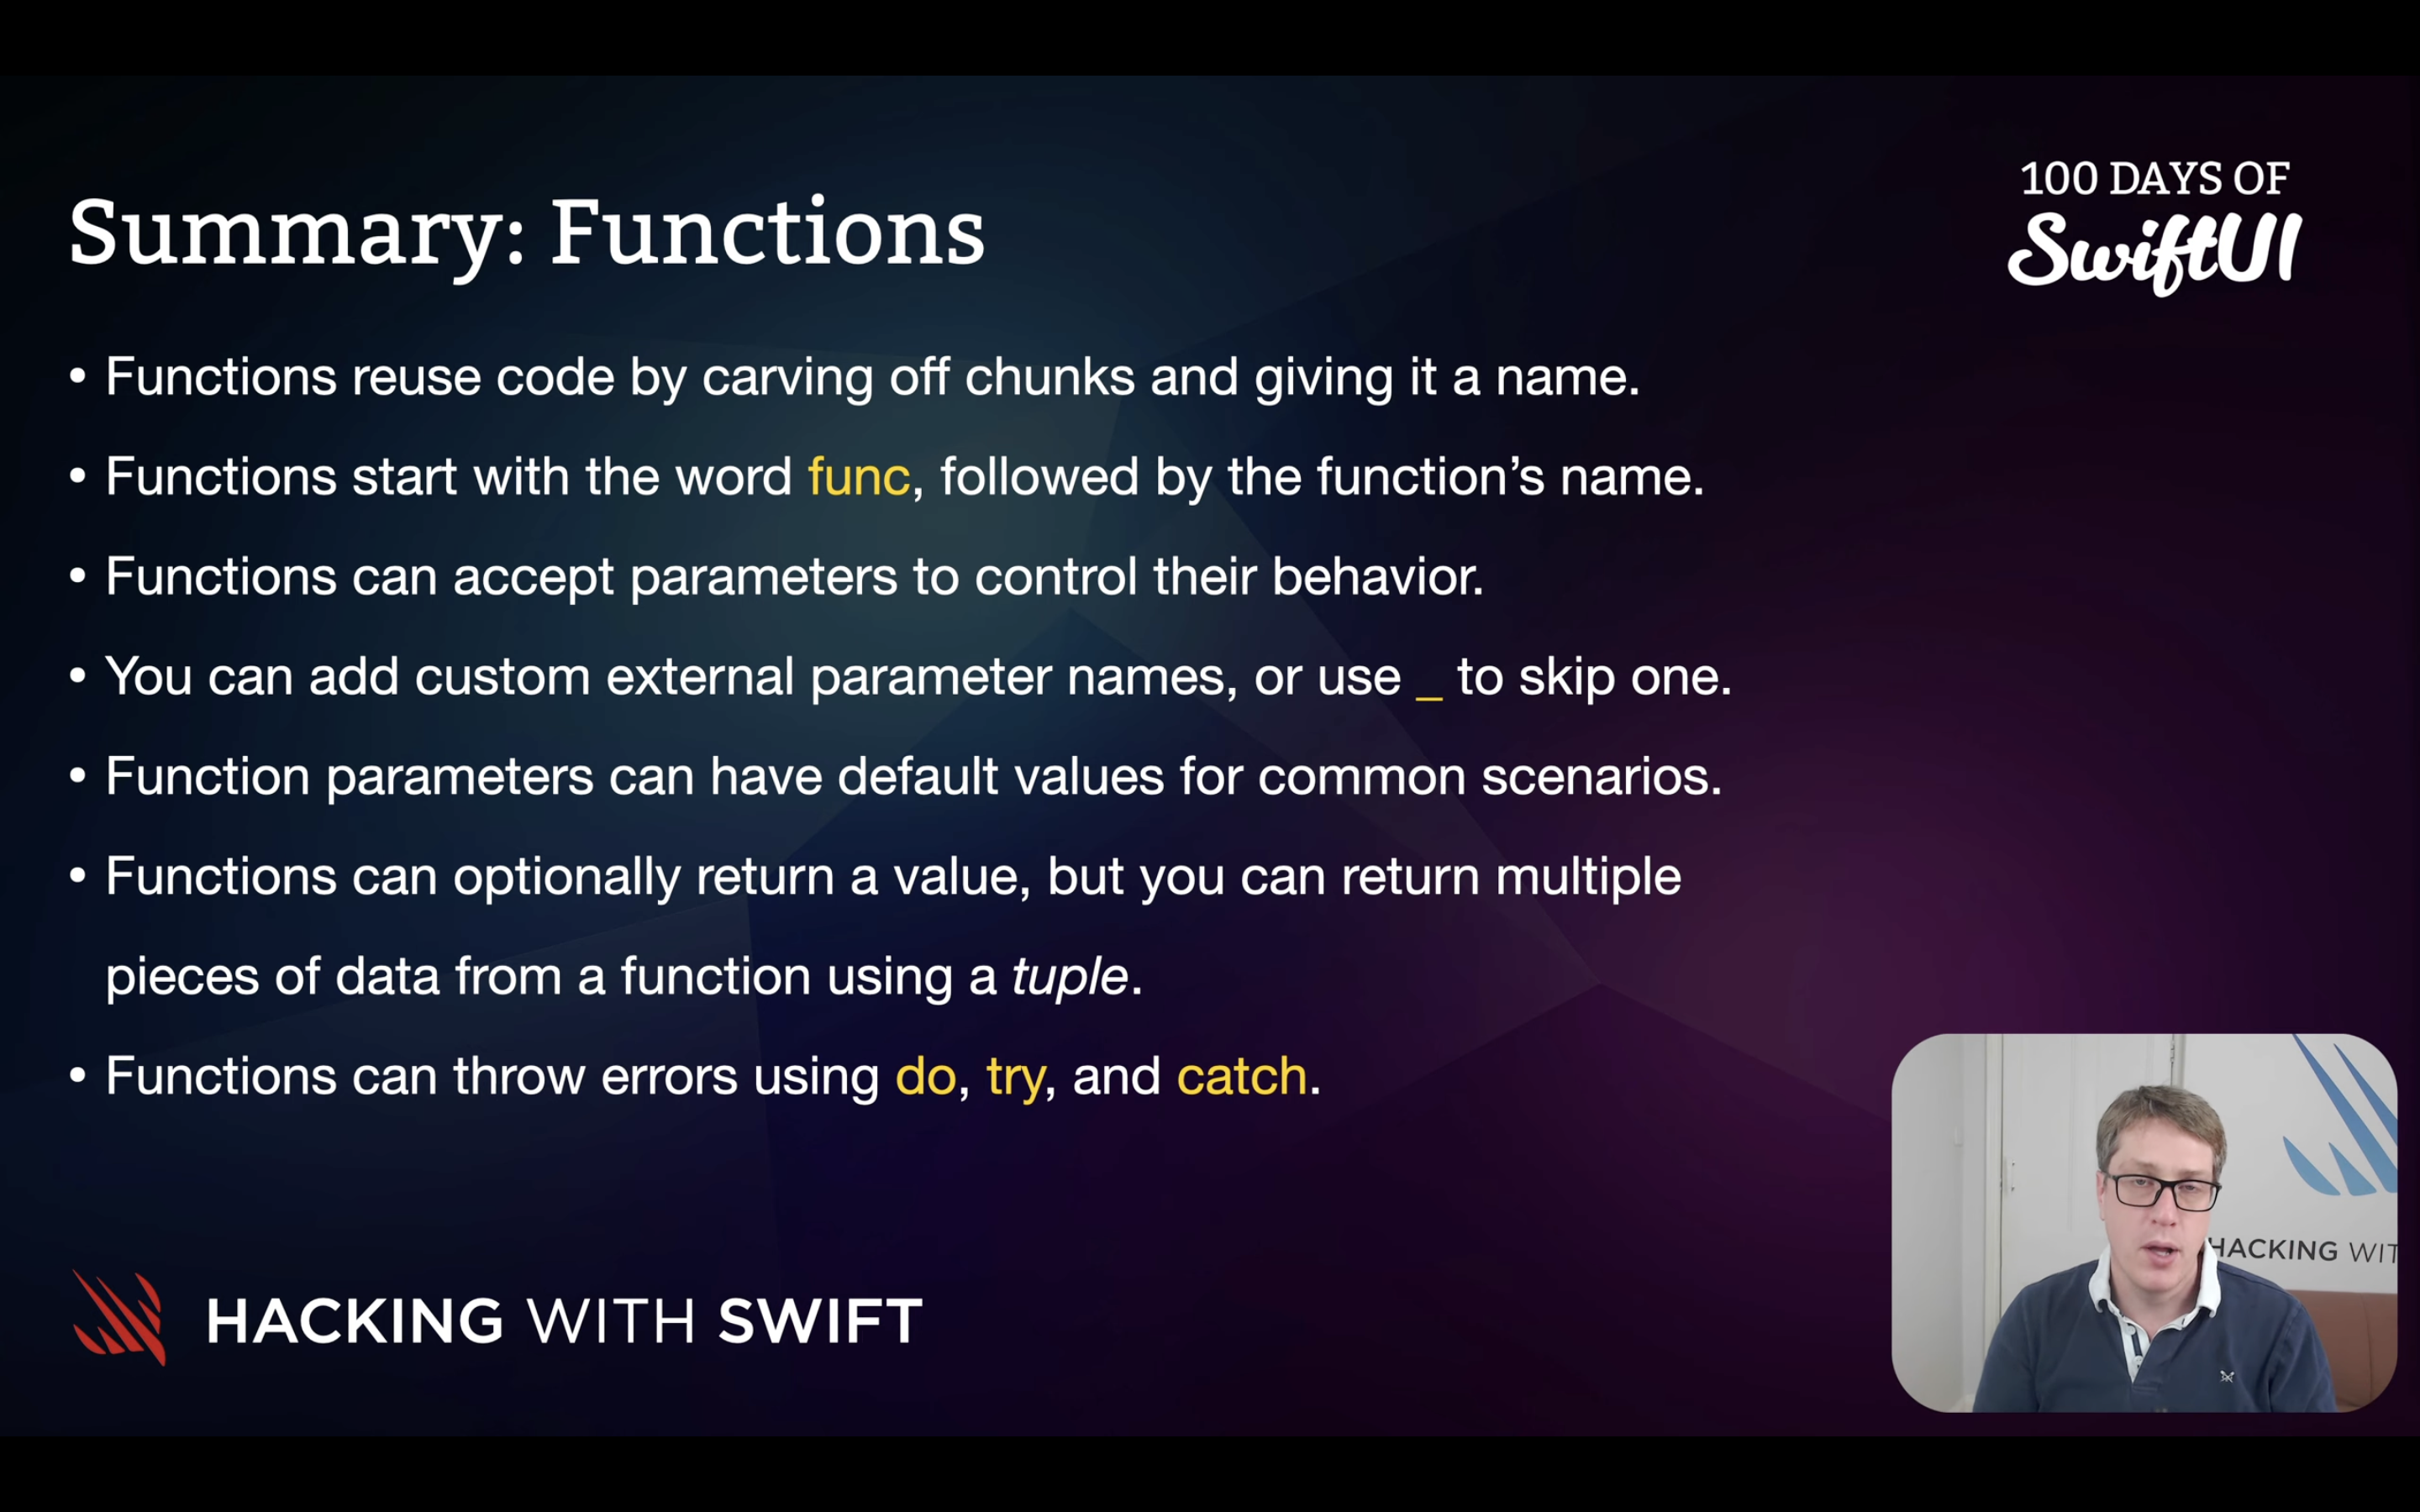 100 DAYS OF
SwiftUI
Summary: Functions
• Functions reuse code by carving off chunks and giving it a name.
• Functions start with the word func, followed by the function’s name.
• Functions can accept parameters to control their behavior.
• You can add custom external parameter names, or use _ to skip one.
• Function parameters can have default values for common scenarios.
• Functions can optionally return a value, but you can return multiple
pieces of data from a function using a tuple.
• Functions can throw errors using do, try, and catch.
HACKING WITH SWIFT
HACKING WIT